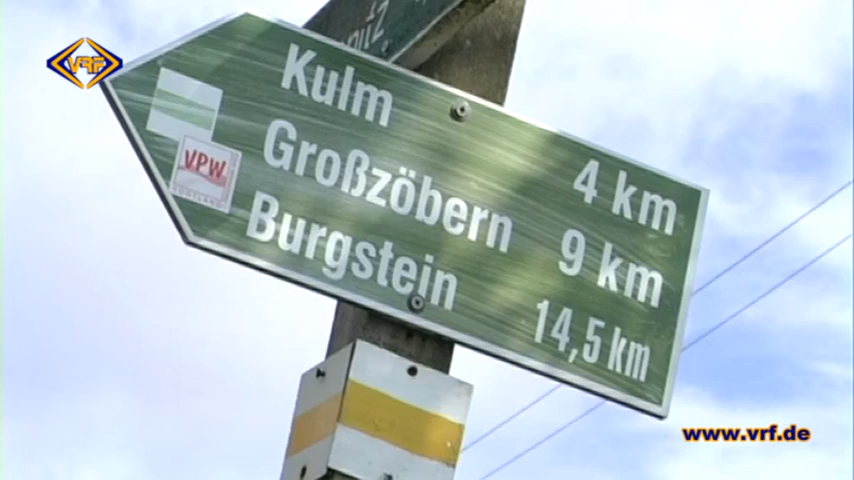 VRF
Kulm 4 km
VPW
Großzöbern 9 km
Burgstein 14,5 km
www.vrf.de